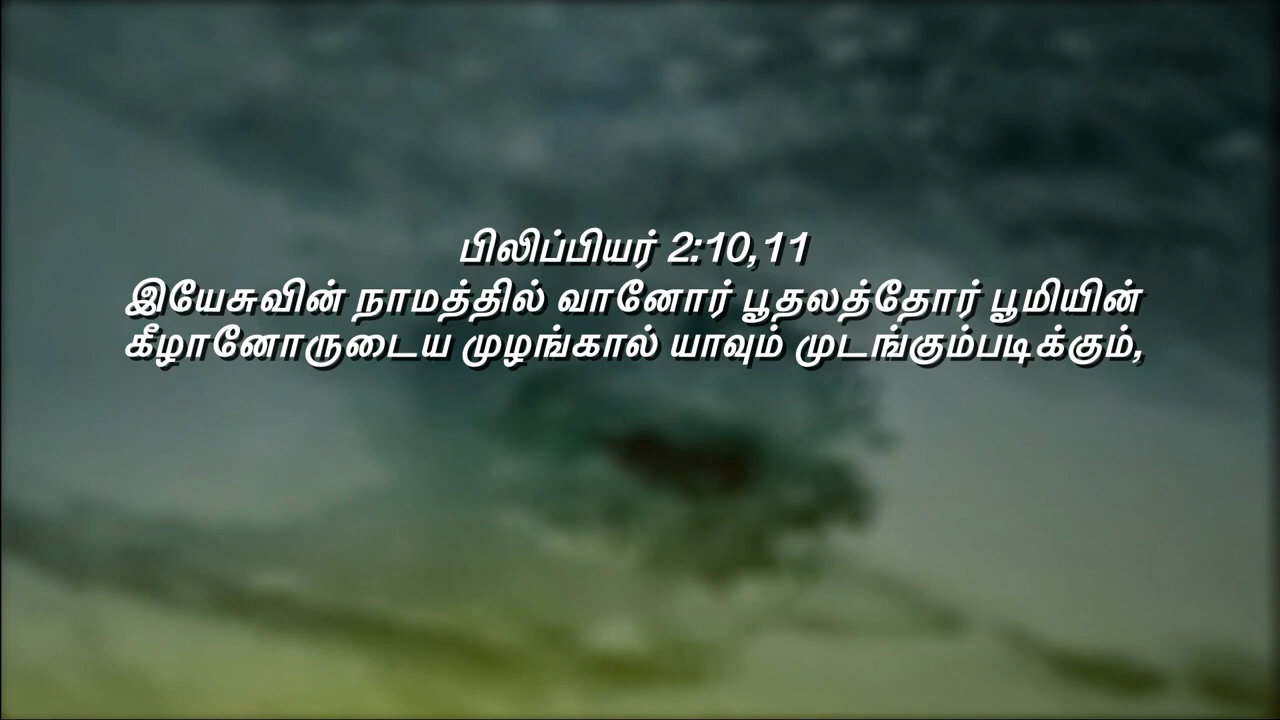 பிலிப்பியர் 2:10,11
இயேசுவின் நாமத்தில் வானோர் பூதலத்தோர் பூமியின்
கீழானோருடைய முழங்கால் யாவும் முடங்கும்படிக்கும்,